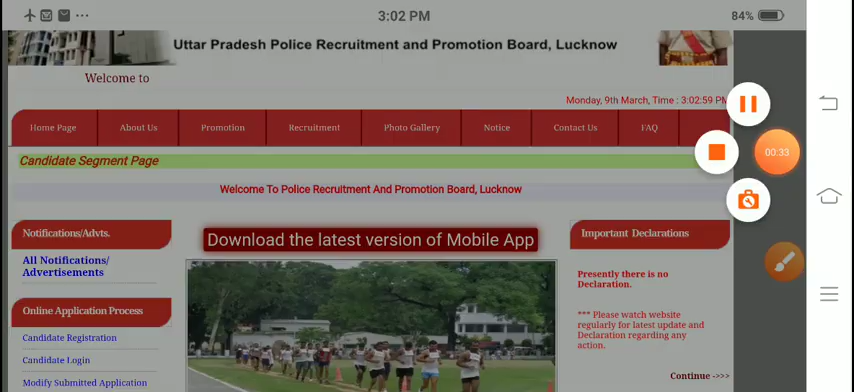 3:02 PM
84%
Uttar Pradesh Police Recruitment and Promotion Board, Lucknow
Welcome to
Monday, 9th March, Time : 3:02:59 PM
Home Page
About Us
Promotion
Recruitment
Photo Gallery
Notice
Contact Us
FAQ
Candidate Segment Page
Welcome To Police Recruitment And Promotion Board, Lucknow
00:33
Notifications/Advts.
All Notifications/
Advertisements
Online Application Process
Candidate Registration
Candidate Login
Modify Submitted Application
Download the latest version of Mobile App
Important Declarations
Presently there is no
Declaration.
*** Please watch website
regularly for latest update and
Declaration regarding any
action.
Continue ->>>